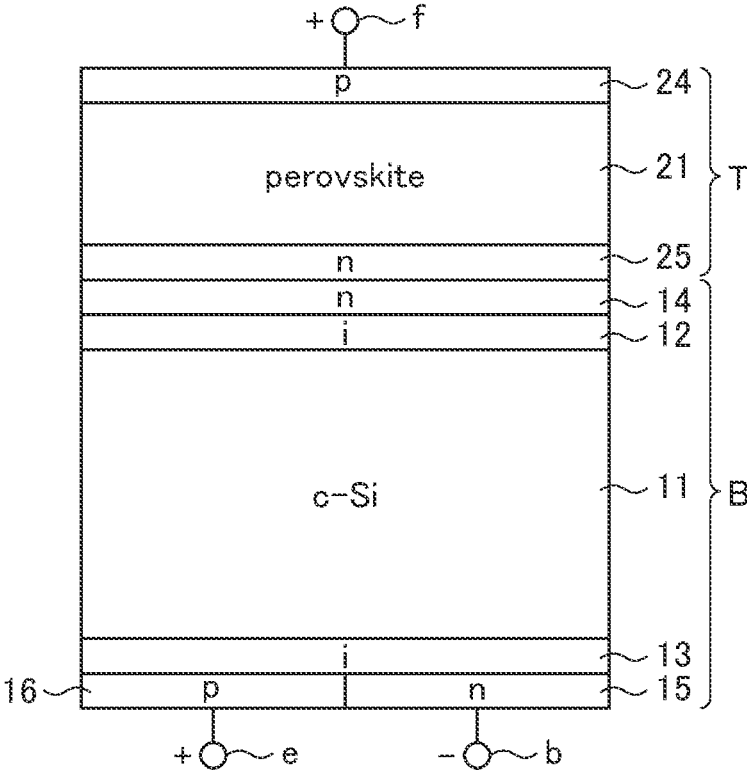 + f
p 24
perovskite 21 T
n 25
n 14
i 12
c-Si 11 B
i 13
16 p n 15
+ e - b